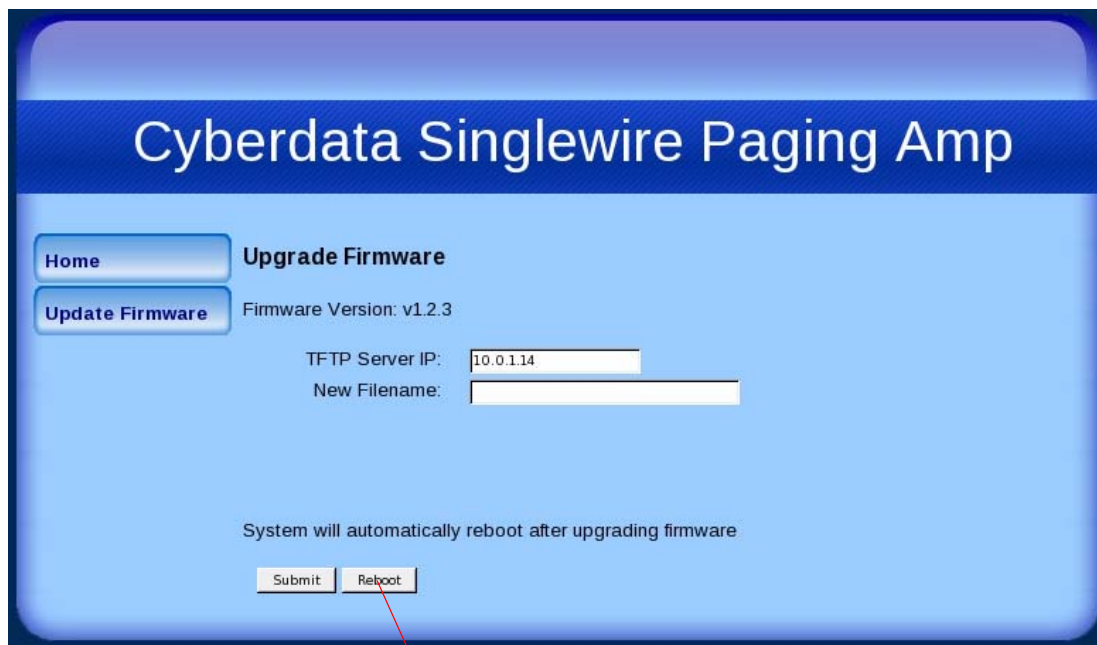 Cyberdata Singlewire Paging Amp
Home
Update Firmware
Upgrade Firmware
Firmware Version: v1.2.3
TFTP Server IP: 10.0.1.14
New Filename:
System will automatically reboot after upgrading firmware
Submit Reboot